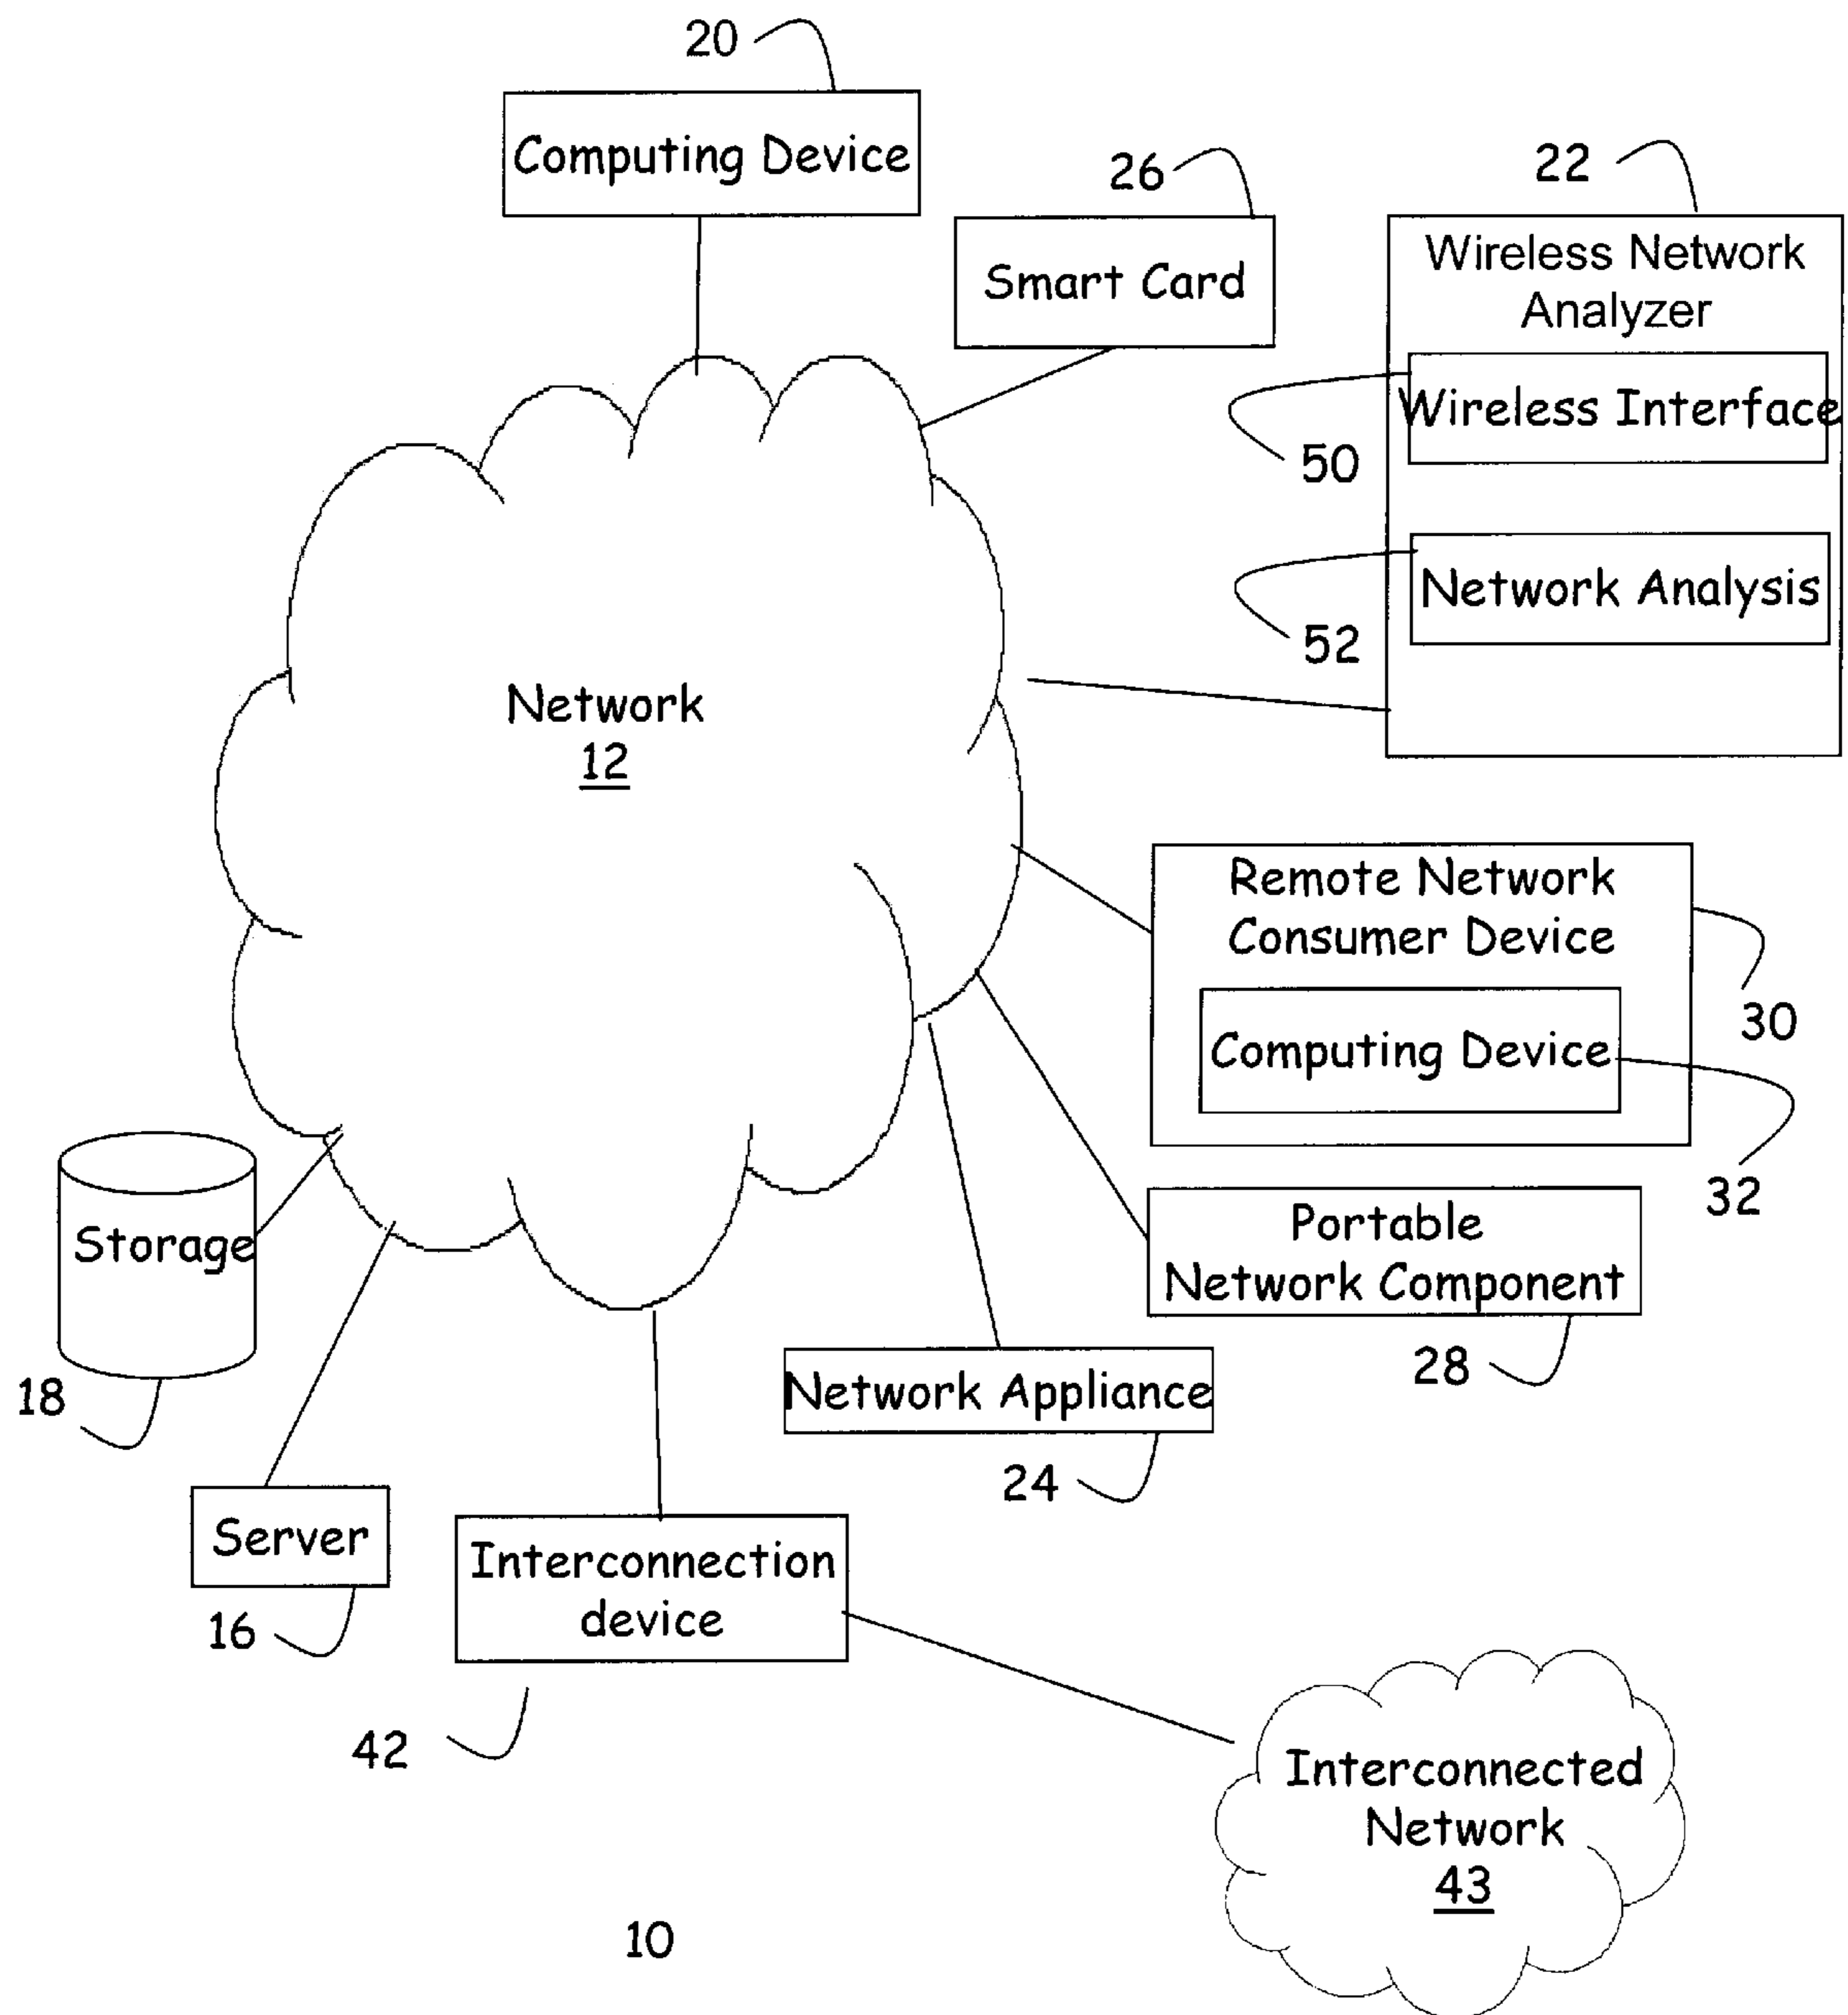 20
Computing Device
26
Smart Card
22
Wireless Network
Analyzer
Wireless Interface
50
Network Analysis
52
Network
12
Remote Network
Consumer Device
30
Computing Device
32
Portable
Network Component
28
Storage
18
Network Appliance
24
Server
16
Interconnection
device
42
Interconnected
Network
43
10